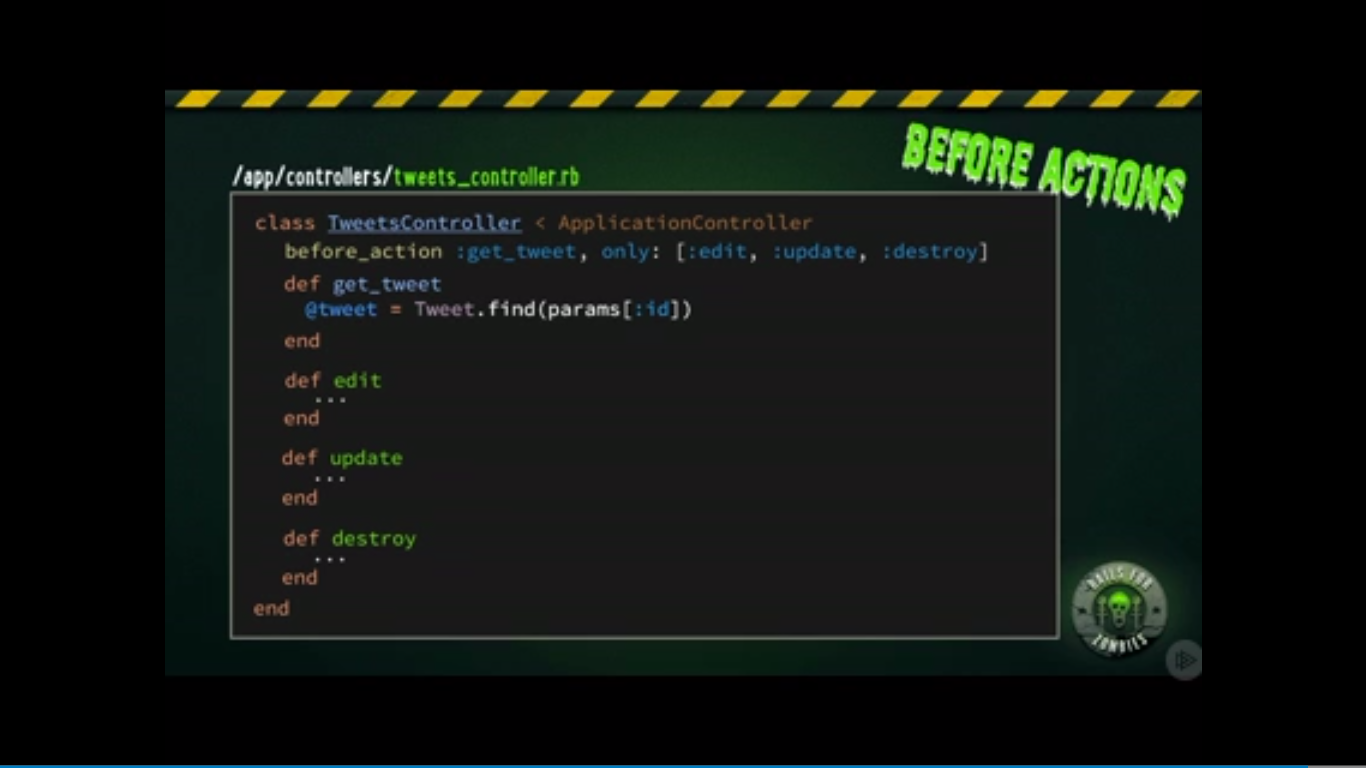 BEFORE ACTIONS
/app/controllers/tweets_controller.rb
class TweetsController < ApplicationController
before_action :get_tweet, only: [:edit, :update, :destroy]
def get_tweet
@tweet = Tweet.find(params[:id])
end
def edit
...
end
def update
...
end
def destroy
...
end
end
RAILS FOR
ZOMBIES